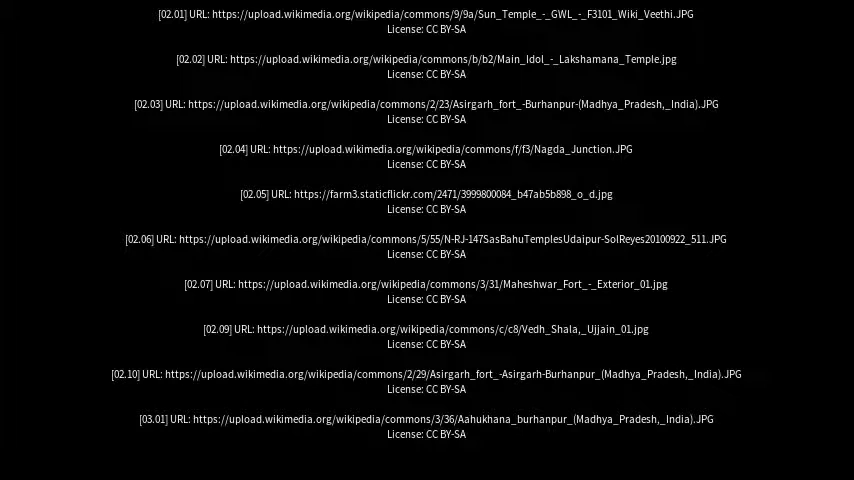 [02.01] URL: https://upload.wikimedia.org/wikipedia/commons/9/9a/Sun_Temple_-_GWL_-_F3101_Wiki_Veethi.JPG
License: CC BY-SA
[02.02] URL: https://upload.wikimedia.org/wikipedia/commons/b/b2/Main_Idol_-_Lakshamana_Temple.jpg
License: CC BY-SA
[02.03] URL: https://upload.wikimedia.org/wikipedia/commons/2/23/Asirgarh_fort_-Burhanpur-(Madhya_Pradesh,_India).JPG
License: CC BY-SA
[02.04] URL: https://upload.wikimedia.org/wikipedia/commons/f/f3/Nagda_Junction.JPG
License: CC BY-SA
[02.05] URL: https://farm3.staticflickr.com/2471/3999800084_b47ab5b898_o_d.jpg
License: CC BY-SA
[02.06] URL: https://upload.wikimedia.org/wikipedia/commons/5/55/N-RJ-147SasBahuTemplesUdaipur-SolReyes20100922_511.JPG
License: CC BY-SA
[02.07] URL: https://upload.wikimedia.org/wikipedia/commons/3/31/Maheshwar_Fort_-_Exterior_01.jpg
License: CC BY-SA
[02.09] URL: https://upload.wikimedia.org/wikipedia/commons/c/c8/Vedh_Shala,_Ujjain_01.jpg
License: CC BY-SA
[02.10] URL: https://upload.wikimedia.org/wikipedia/commons/2/29/Asirgarh_fort_-Asirgarh-Burhanpur_(Madhya_Pradesh,_India).JPG
License: CC BY-SA
[03.01] URL: https://upload.wikimedia.org/wikipedia/commons/3/36/Aahukhana_burhanpur_(Madhya_Pradesh,_India).JPG
License: CC BY-SA